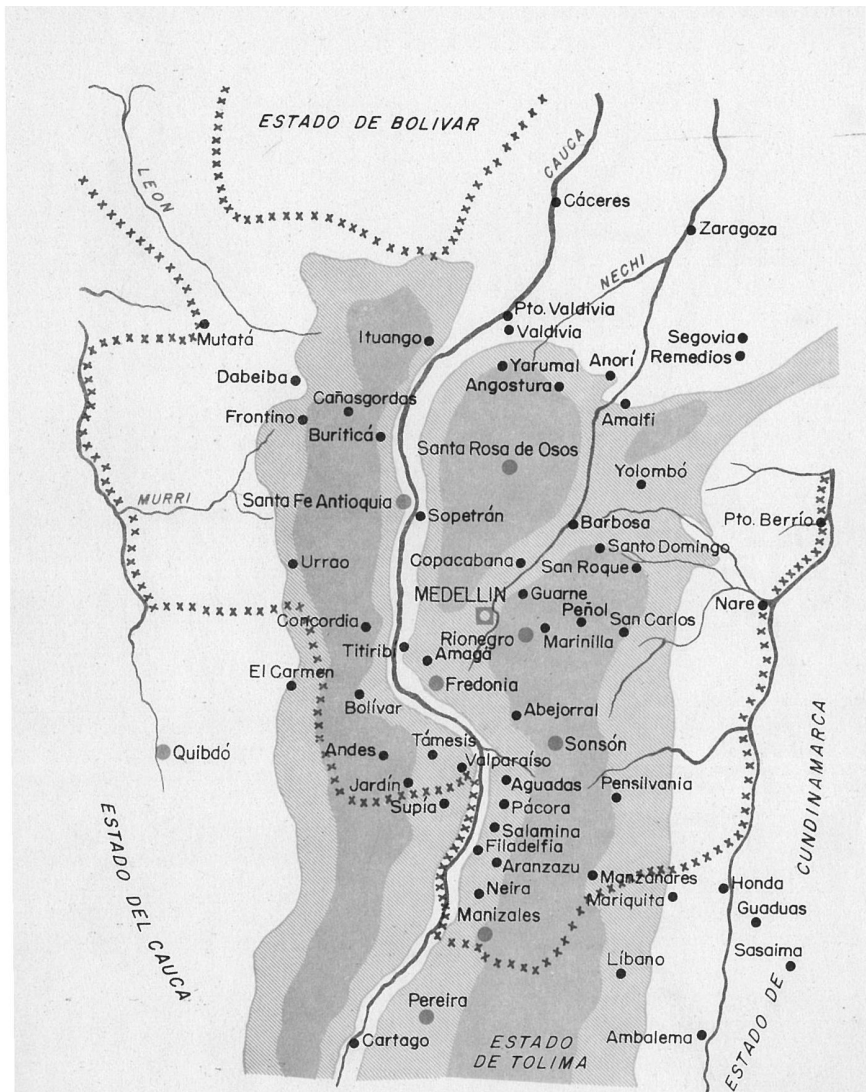 ESTADO DE BOLIVAR
LEON
CAUCA
Cáceres
Zaragoza
NECHI
Pto. Valdivia
Valdivia
Mutatá
Ituango
Segovia
Remedios
Yarumal
Anorí
Angostura
Dabeiba
Cañasgordas
Frontino
Amalfi
Buriticá
Santa Rosa de Osos
Yolombó
MURRI
Santa Fe Antioquia
Sopetrán
Barbosa
Pto. Berrío
Santo Domingo
Copacabana
San Roque
Urrao
MEDELLIN
Guarne
Nare
Peñol
San Carlos
Concordia
Rionegro
Marinilla
Titiribí
Amagá
El Carmen
Fredonia
Bolívar
Abejorral
Quibdó
Andes
Támesis
Sonsón
Valparaíso
Jardín
Aguadas
Pensilvania
Supía
Pácora
CUNDINAMARCA
Salamina
Filadelfia
Aranzazu
ESTADO DEL CAUCA
Manzanares
Honda
Neira
Mariquita
Manizales
Guaduas
Líbano
Sasaima
ESTADO DE
Pereira
Cartago
ESTADO
DE TOLIMA
Ambalema